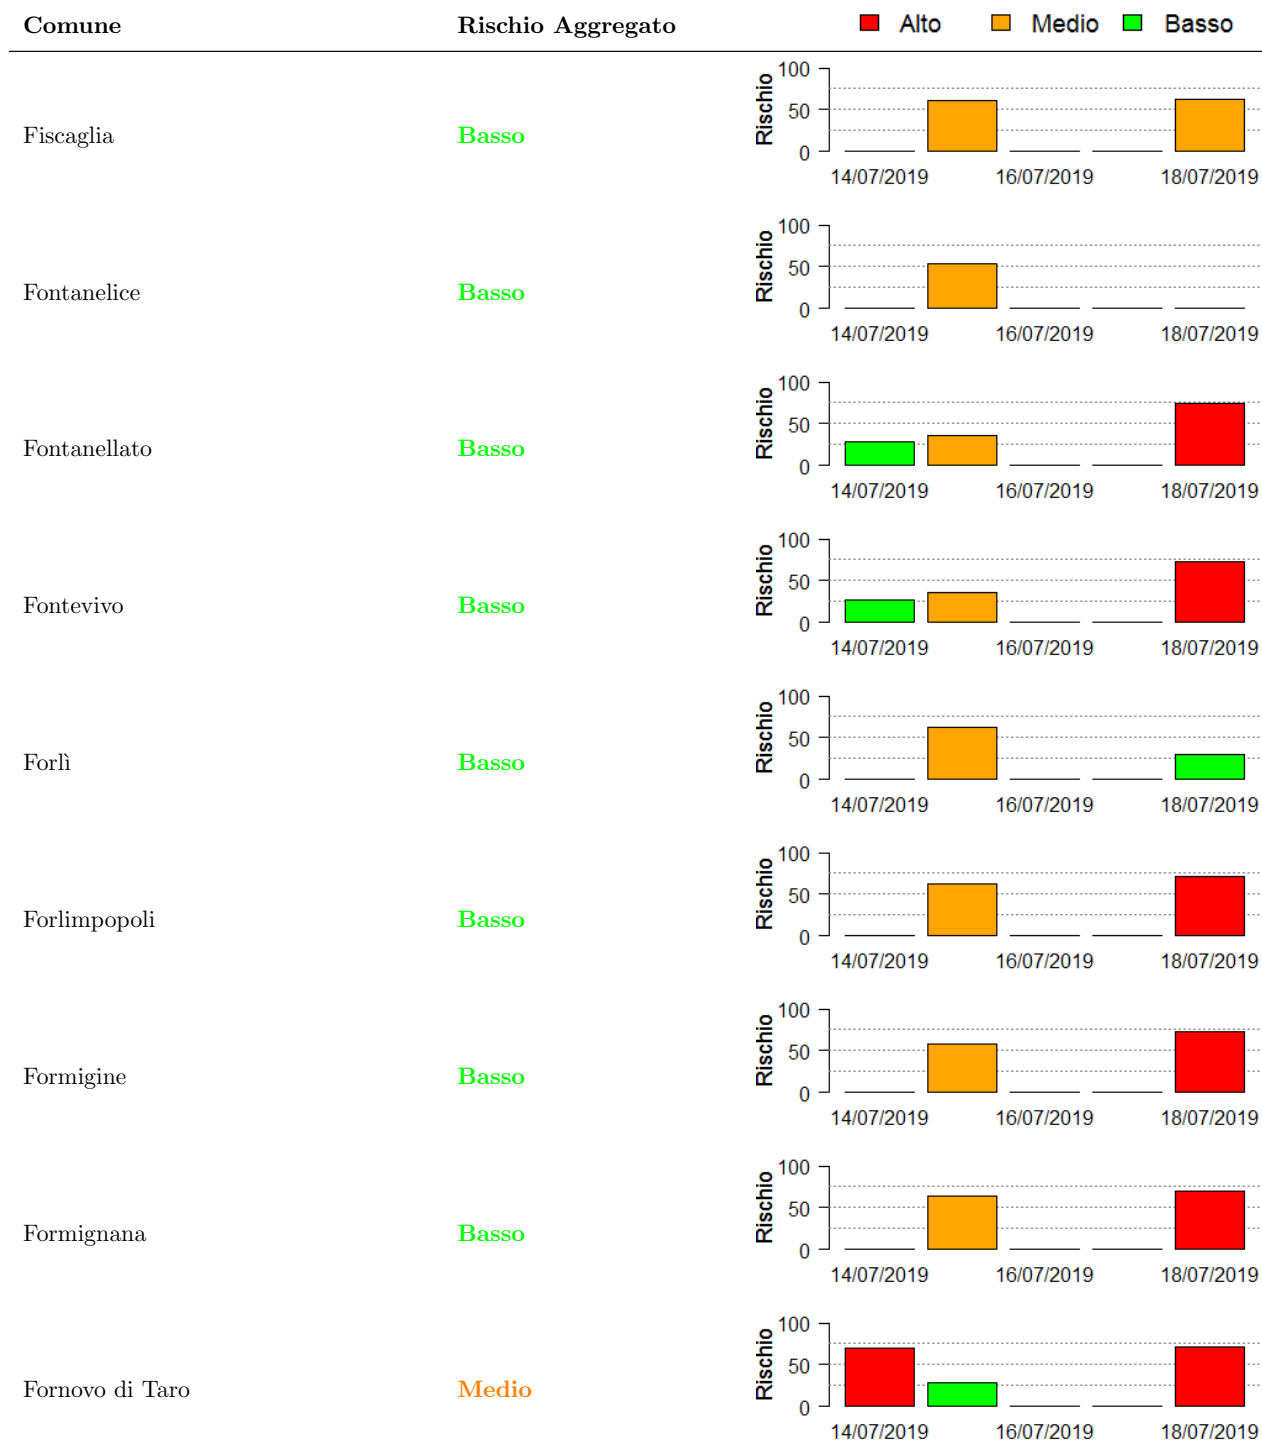 Comune Rischio Aggregato Alto Medio Basso
Fiscaglia Basso
Rischio
100
50
0
14/07/2019 16/07/2019 18/07/2019
Fontanelice Basso
Rischio
100
50
0
14/07/2019 16/07/2019 18/07/2019
Fontanellato Basso
Rischio
100
50
0
14/07/2019 16/07/2019 18/07/2019
Fontevivo Basso
Rischio
100
50
0
14/07/2019 16/07/2019 18/07/2019
Forlì Basso
Rischio
100
50
0
14/07/2019 16/07/2019 18/07/2019
Forlimpopoli Basso
Rischio
100
50
0
14/07/2019 16/07/2019 18/07/2019
Formigine Basso
Rischio
100
50
0
14/07/2019 16/07/2019 18/07/2019
Formignana Basso
Rischio
100
50
0
14/07/2019 16/07/2019 18/07/2019
Fornovo di Taro Medio
Rischio
100
50
0
14/07/2019 16/07/2019 18/07/2019